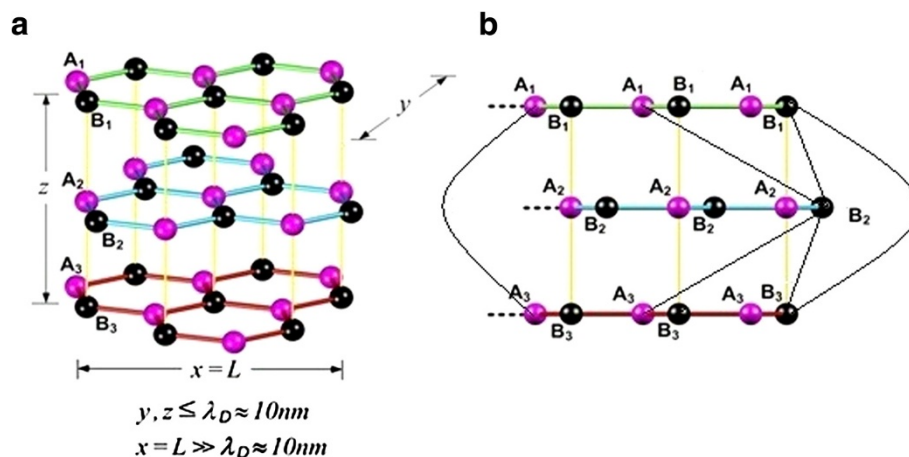 a
b
A1
B1
y
z
A2
B2
A3
B3
x = L
y, z ≤ λD ≈ 10nm
x = L ≫ λD ≈ 10nm
A1 A1 B1 A1
B1 B1
A2 A2 A2
B2 B2 B2
A3 A3 B3
B3 B3